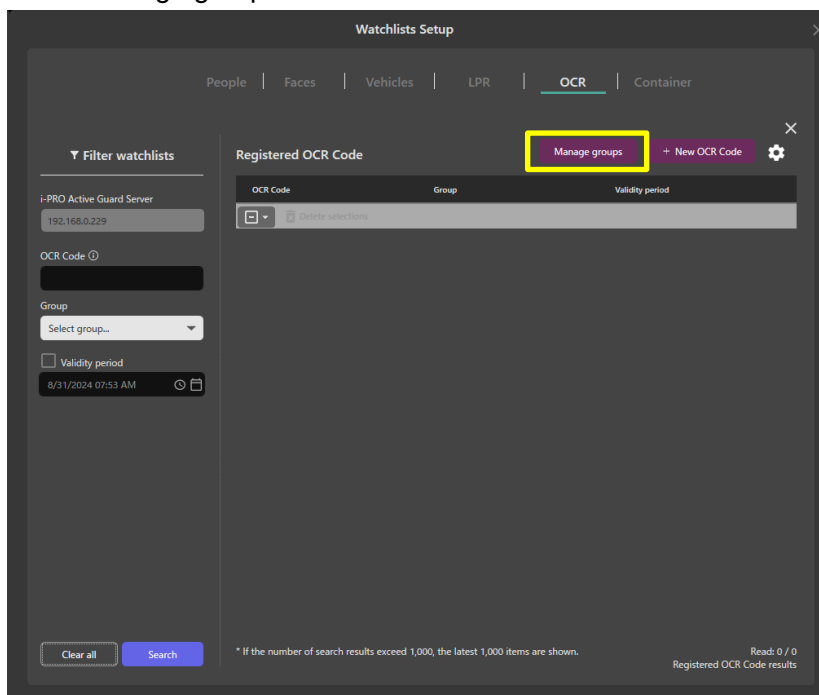 Watchlists Setup
People | Faces | Vehicles | LPR | OCR | Container
Filter watchlists
Registered OCR Code
Manage groups
+ New OCR Code
i-PRO Active Guard Server
192.168.0.229
OCR Code
Group
Validity period
Delete selections
OCR Code
Group
Select group...
Validity period
8/31/2024 07:53 AM
Clear all
Search
* If the number of search results exceed 1,000, the latest 1,000 items are shown.
Read: 0 / 0
Registered OCR Code results